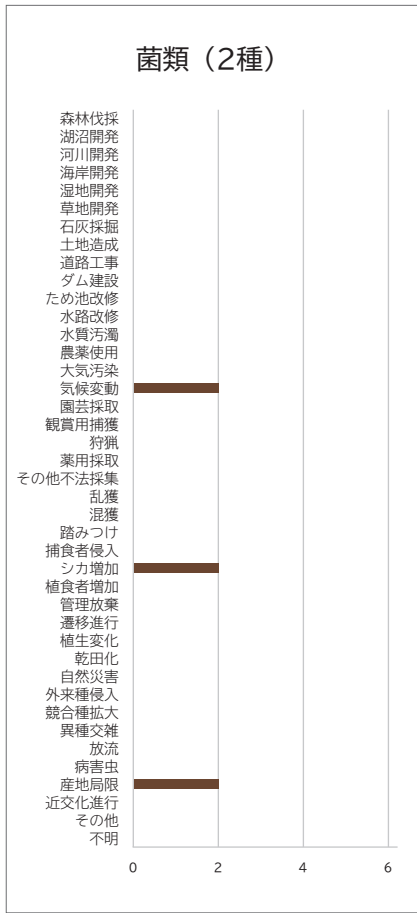 菌類（2種）
森林伐採
湖沼開発
河川開発
海岸開発
湿地開発
草地開発
石灰採掘
土地造成
道路工事
ダム建設
ため池改修
水路改修
水質汚濁
農薬使用
大気汚染
気候変動
園芸採取
観賞用捕獲
狩猟
薬用採取
その他不法採集
乱獲
混獲
踏みつけ
捕食者侵入
シカ増加
植食者増加
管理放棄
遷移進行
植生変化
乾田化
自然災害
外来種侵入
競合種拡大
異種交雑
放流
病害虫
産地局限
近交化進行
その他
不明
0 2 4 6